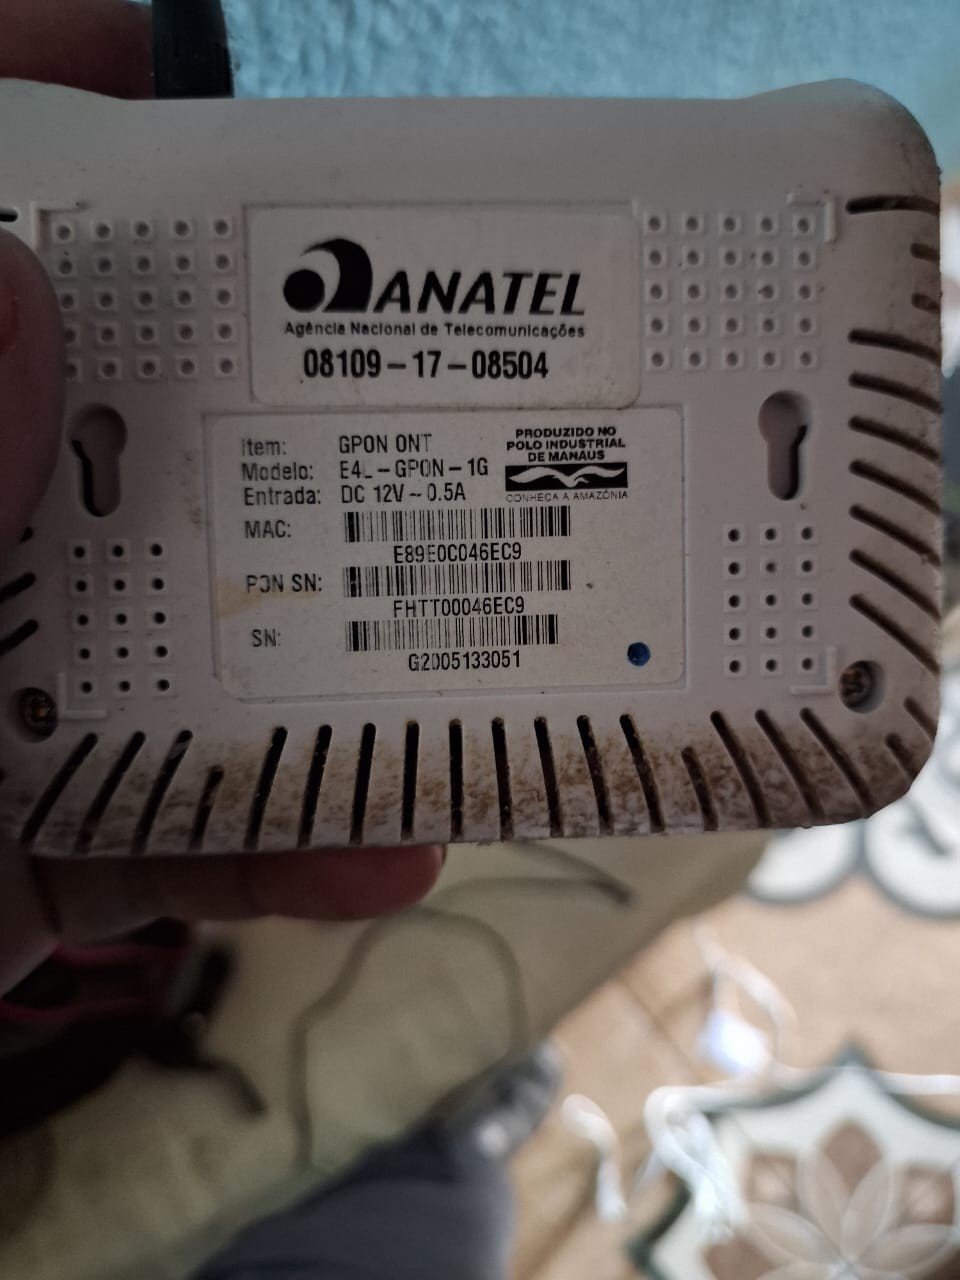 ANATEL
Agência Nacional de Telecomunicações
08109-17-08504
Item: GPON ONT
Modelo: E4L-GPON-1G
Entrada: DC 12V ~ 0.5A
PRODUZIDO NO
POLO INDUSTRIAL
DE MANAUS
CONHEÇA A AMAZÔNIA
MAC:
E89E0C046EC9
PON SN:
FHTT00046EC9
SN:
G2005133051